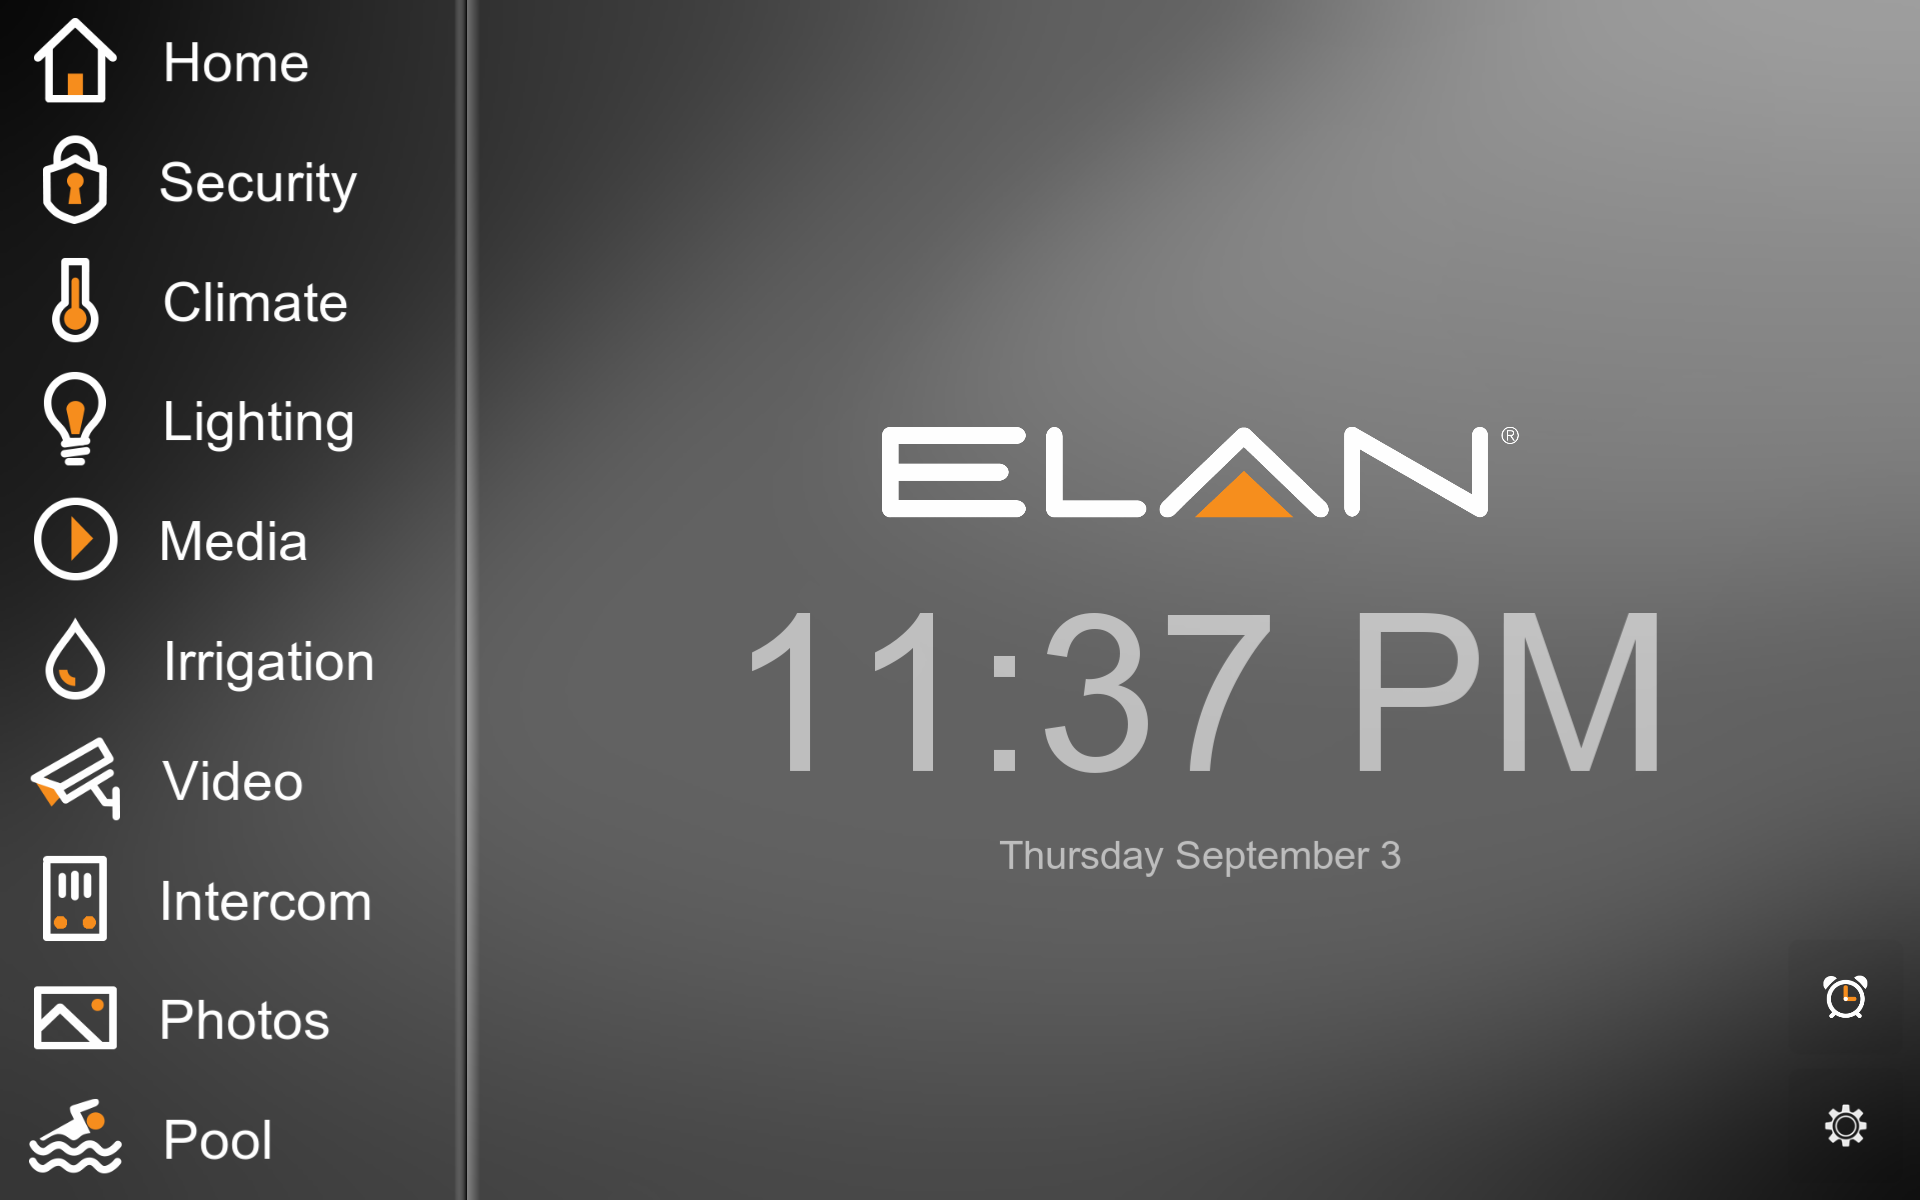 Home
Security
Climate
Lighting
Media
Irrigation
Video
Intercom
Photos
Pool
ELAN®
11:37 PM
Thursday September 3